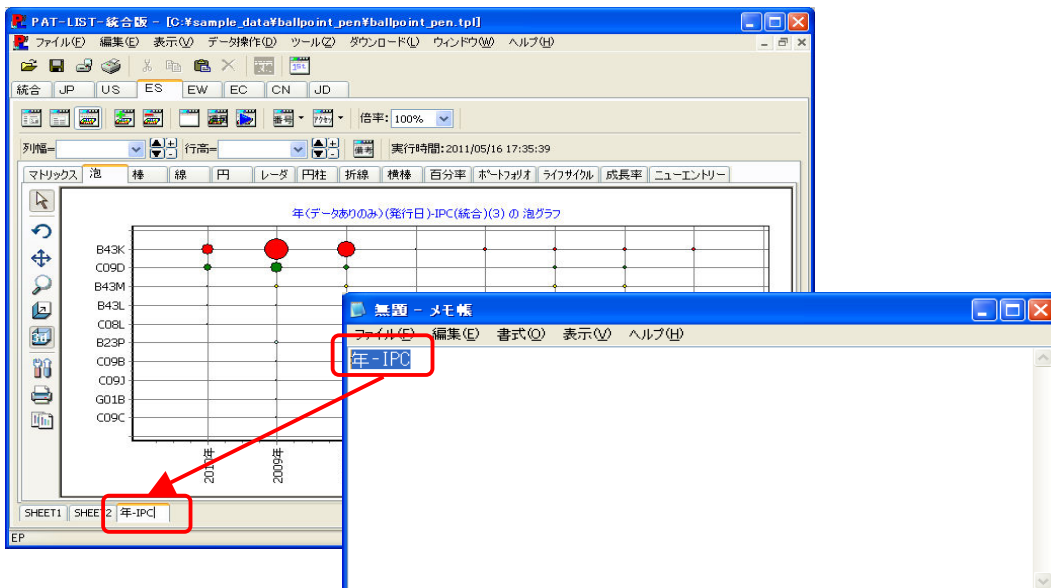 PAT-LIST-統合版 - [C:¥sample_data¥ballpoint_pen¥ballpoint_pen.tpl]
ファイル(F) 編集(E) 表示(V) データ操作(D) ツール(Z) ダウンロード(L) ウィンドウ(W) ヘルプ(H)
統合 JP US ES EW EC CN JD
番号 倍率: 100%
列幅= 行高= 備考 実行時間:2011/05/16 17:35:39
マトリックス 泡 棒 線 円 レーダ 円柱 折線 横棒 百分率 ポートフォリオ ライフサイクル 成長率 ニューエントリー
年(データありのみ)(発行日)-IPC(統合)(3) の 泡グラフ
B43K
C09D
B43M
B43L
C08L
B23P
C09B
C09J
G01B
C09C
2010年
2009年
SHEET1 SHEET2 年-IPC
EP
無題 - メモ帳
ファイル(F) 編集(E) 書式(O) 表示(V) ヘルプ(H)
年-IPC